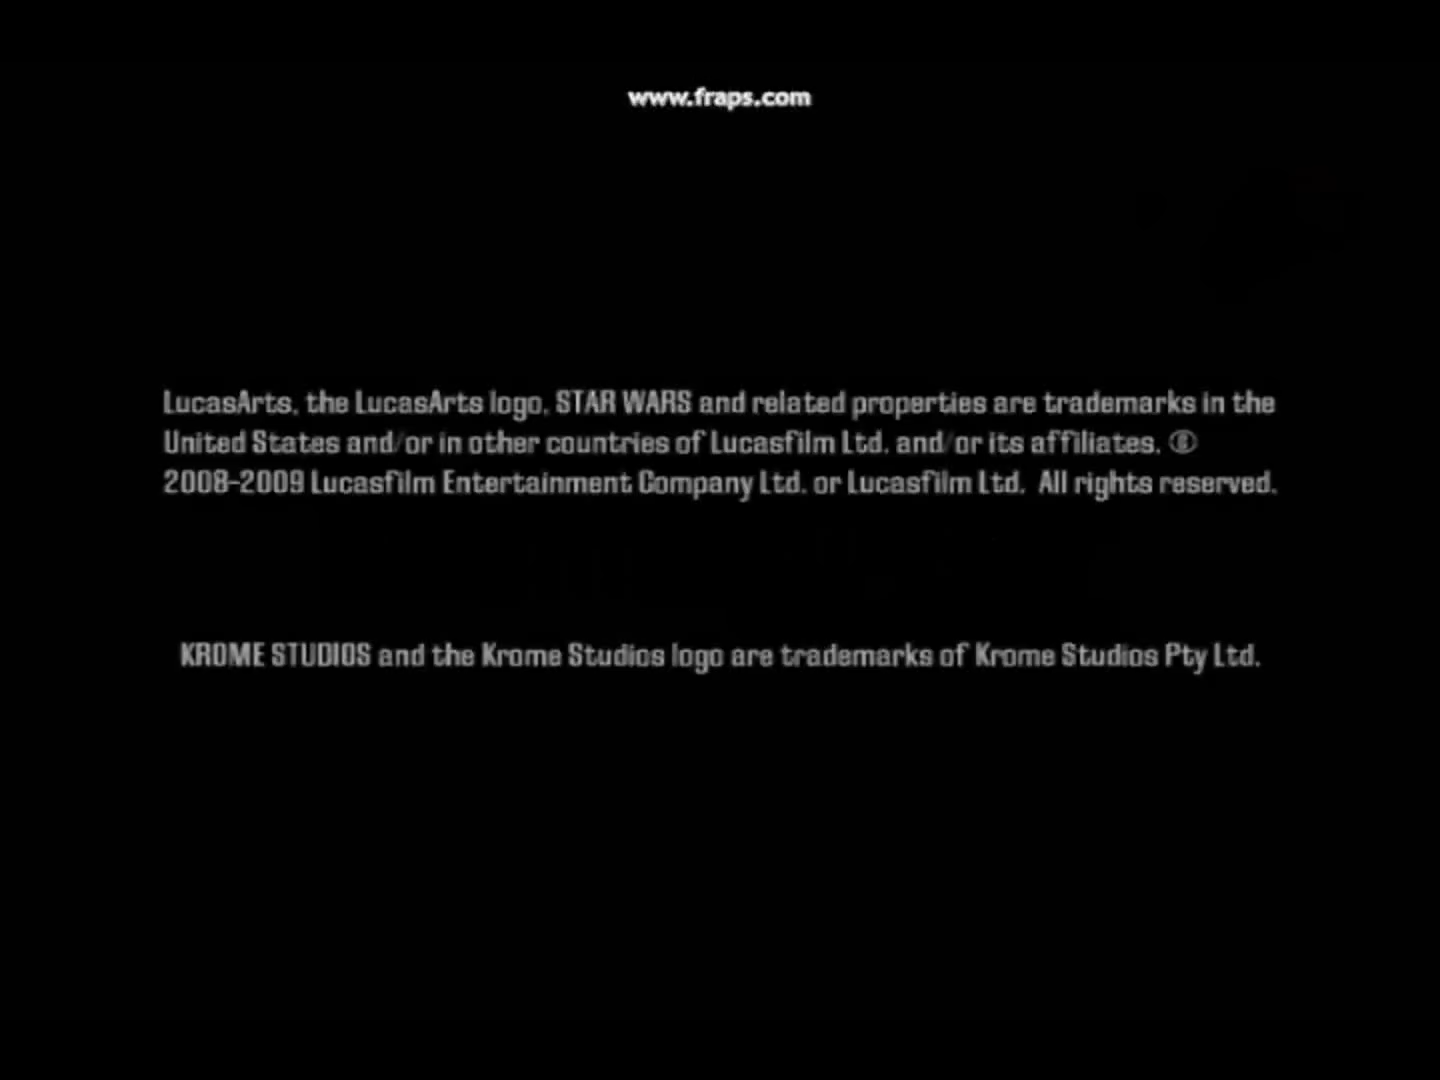 www.fraps.com
LucasArts, the LucasArts logo, STAR WARS and related properties are trademarks in the
United States and/or in other countries of Lucasfilm Ltd. and/or its affiliates. ©
2008-2009 Lucasfilm Entertainment Company Ltd. or Lucasfilm Ltd. All rights reserved.
KROME STUDIOS and the Krome Studios logo are trademarks of Krome Studios Pty Ltd.